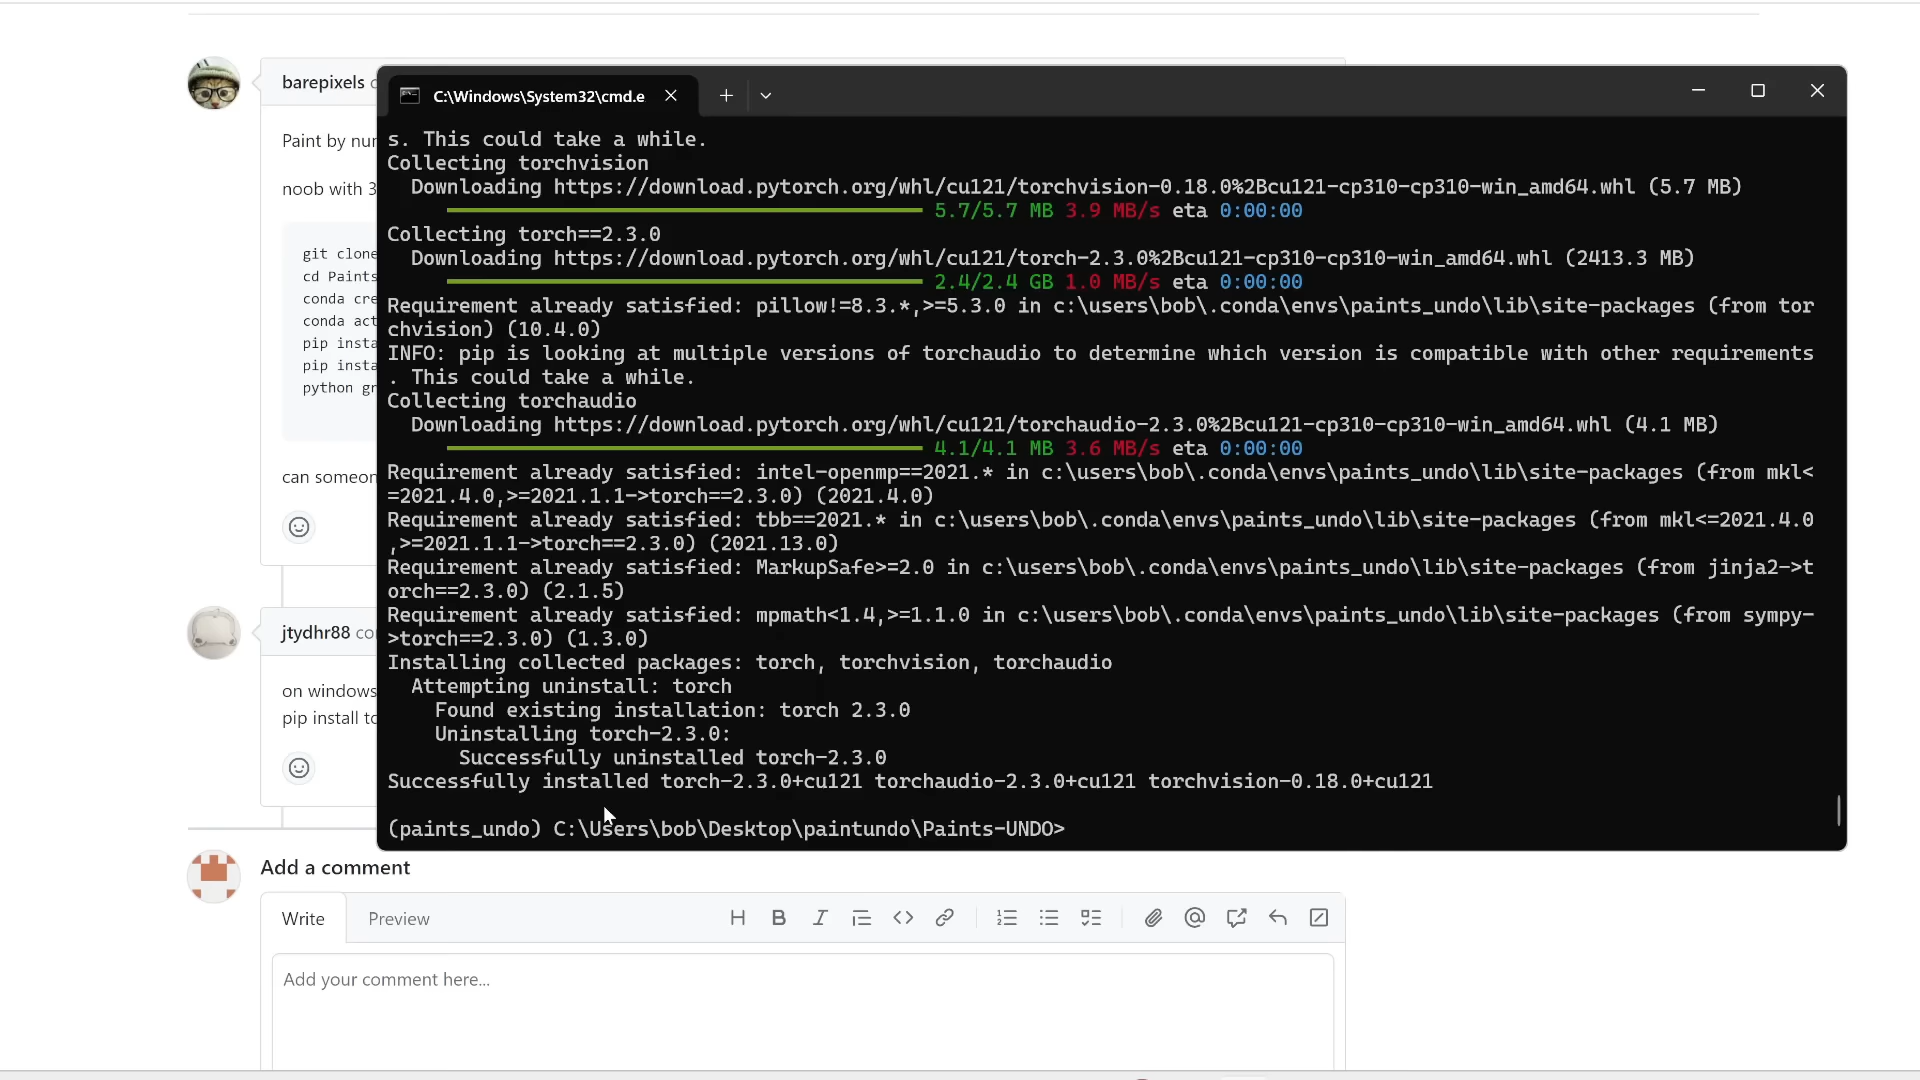 barepixels
C:\Windows\System32\cmd.e
Paint by nur
noob with 3
git clone
cd Paints
conda cre
conda act
pip insta
pip insta
python gr
can someon
s. This could take a while.
Collecting torchvision
Downloading https://download.pytorch.org/whl/cu121/torchvision-0.18.0%2Bcu121-cp310-cp310-win_amd64.whl (5.7 MB)
5.7/5.7 MB 3.9 MB/s eta 0:00:00
Collecting torch==2.3.0
Downloading https://download.pytorch.org/whl/cu121/torch-2.3.0%2Bcu121-cp310-cp310-win_amd64.whl (2413.3 MB)
2.4/2.4 GB 1.0 MB/s eta 0:00:00
Requirement already satisfied: pillow!=8.3.*,>=5.3.0 in c:\users\bob\.conda\envs\paints_undo\lib\site-packages (from tor
chvision) (10.4.0)
INFO: pip is looking at multiple versions of torchaudio to determine which version is compatible with other requirements
. This could take a while.
Collecting torchaudio
Downloading https://download.pytorch.org/whl/cu121/torchaudio-2.3.0%2Bcu121-cp310-cp310-win_amd64.whl (4.1 MB)
4.1/4.1 MB 3.6 MB/s eta 0:00:00
Requirement already satisfied: intel-openmp==2021.* in c:\users\bob\.conda\envs\paints_undo\lib\site-packages (from mkl<
=2021.4.0,>=2021.1.1->torch==2.3.0) (2021.4.0)
Requirement already satisfied: tbb==2021.* in c:\users\bob\.conda\envs\paints_undo\lib\site-packages (from mkl<=2021.4.0
,>=2021.1.1->torch==2.3.0) (2021.13.0)
Requirement already satisfied: MarkupSafe>=2.0 in c:\users\bob\.conda\envs\paints_undo\lib\site-packages (from jinja2->t
orch==2.3.0) (2.1.5)
Requirement already satisfied: mpmath<1.4,>=1.1.0 in c:\users\bob\.conda\envs\paints_undo\lib\site-packages (from sympy-
>torch==2.3.0) (1.3.0)
Installing collected packages: torch, torchvision, torchaudio
Attempting uninstall: torch
Found existing installation: torch 2.3.0
Uninstalling torch-2.3.0:
Successfully uninstalled torch-2.3.0
Successfully installed torch-2.3.0+cu121 torchaudio-2.3.0+cu121 torchvision-0.18.0+cu121
(paints_undo) C:\Users\bob\Desktop\paintundo\Paints-UNDO>
jtydhr88 co
on windows
pip install to
Add a comment
Write Preview
Add your comment here...